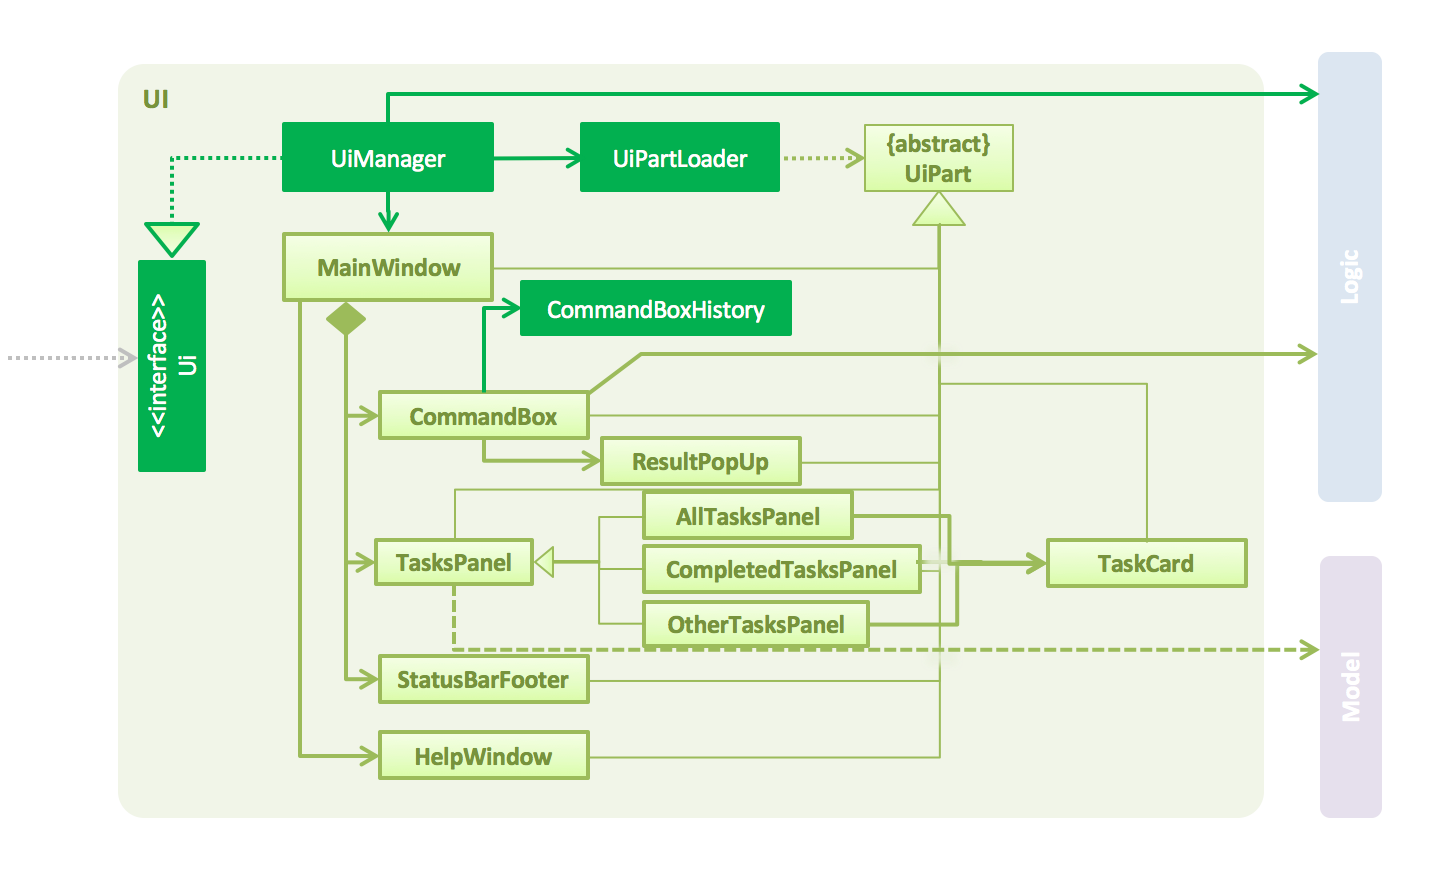 UI
UiManager
UiPartLoader
{abstract}
UiPart
MainWindow
CommandBoxHistory
<<interface>>
Ui
Logic
CommandBox
ResultPopUp
AllTasksPanel
TasksPanel
CompletedTasksPanel
TaskCard
OtherTasksPanel
StatusBarFooter
Model
HelpWindow